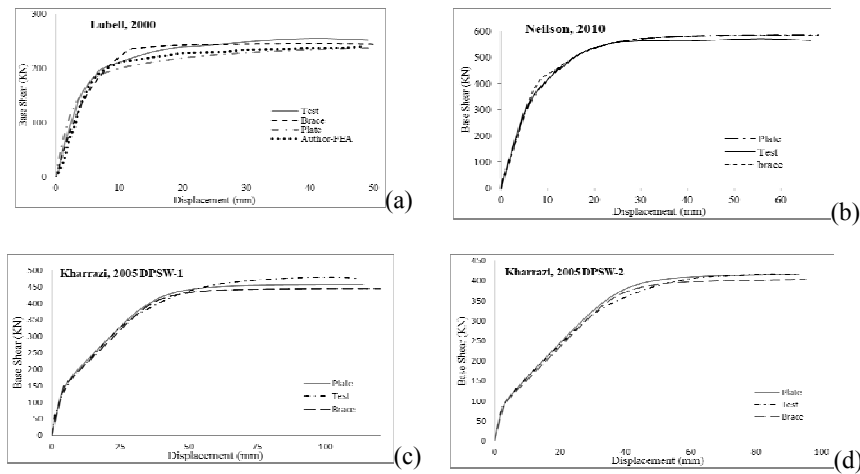 Lubell, 2000
Base Shear (KN)
300
200
100
0
0 10 20 30 40 50
Displacement (mm)
Test
Brace
Plate
Author-FEA
(a)
Neilson, 2010
Base Shear (KN)
600
500
400
300
200
100
0
0 10 20 30 40 50 60
Displacement (mm)
Plate
Test
brace
(b)
Kharrazi, 2005 DPSW-1
Base Shear (KN)
500
450
400
350
300
250
200
150
100
50
0
0 25 50 75 100
Displacement (mm)
Plate
Test
Brace
(c)
Kharrazi, 2005 DPSW-2
Base Shear (KN)
450
400
350
300
250
200
150
100
50
0
0 20 40 60 80 100
Displacement (mm)
Plate
Test
Brace
(d)